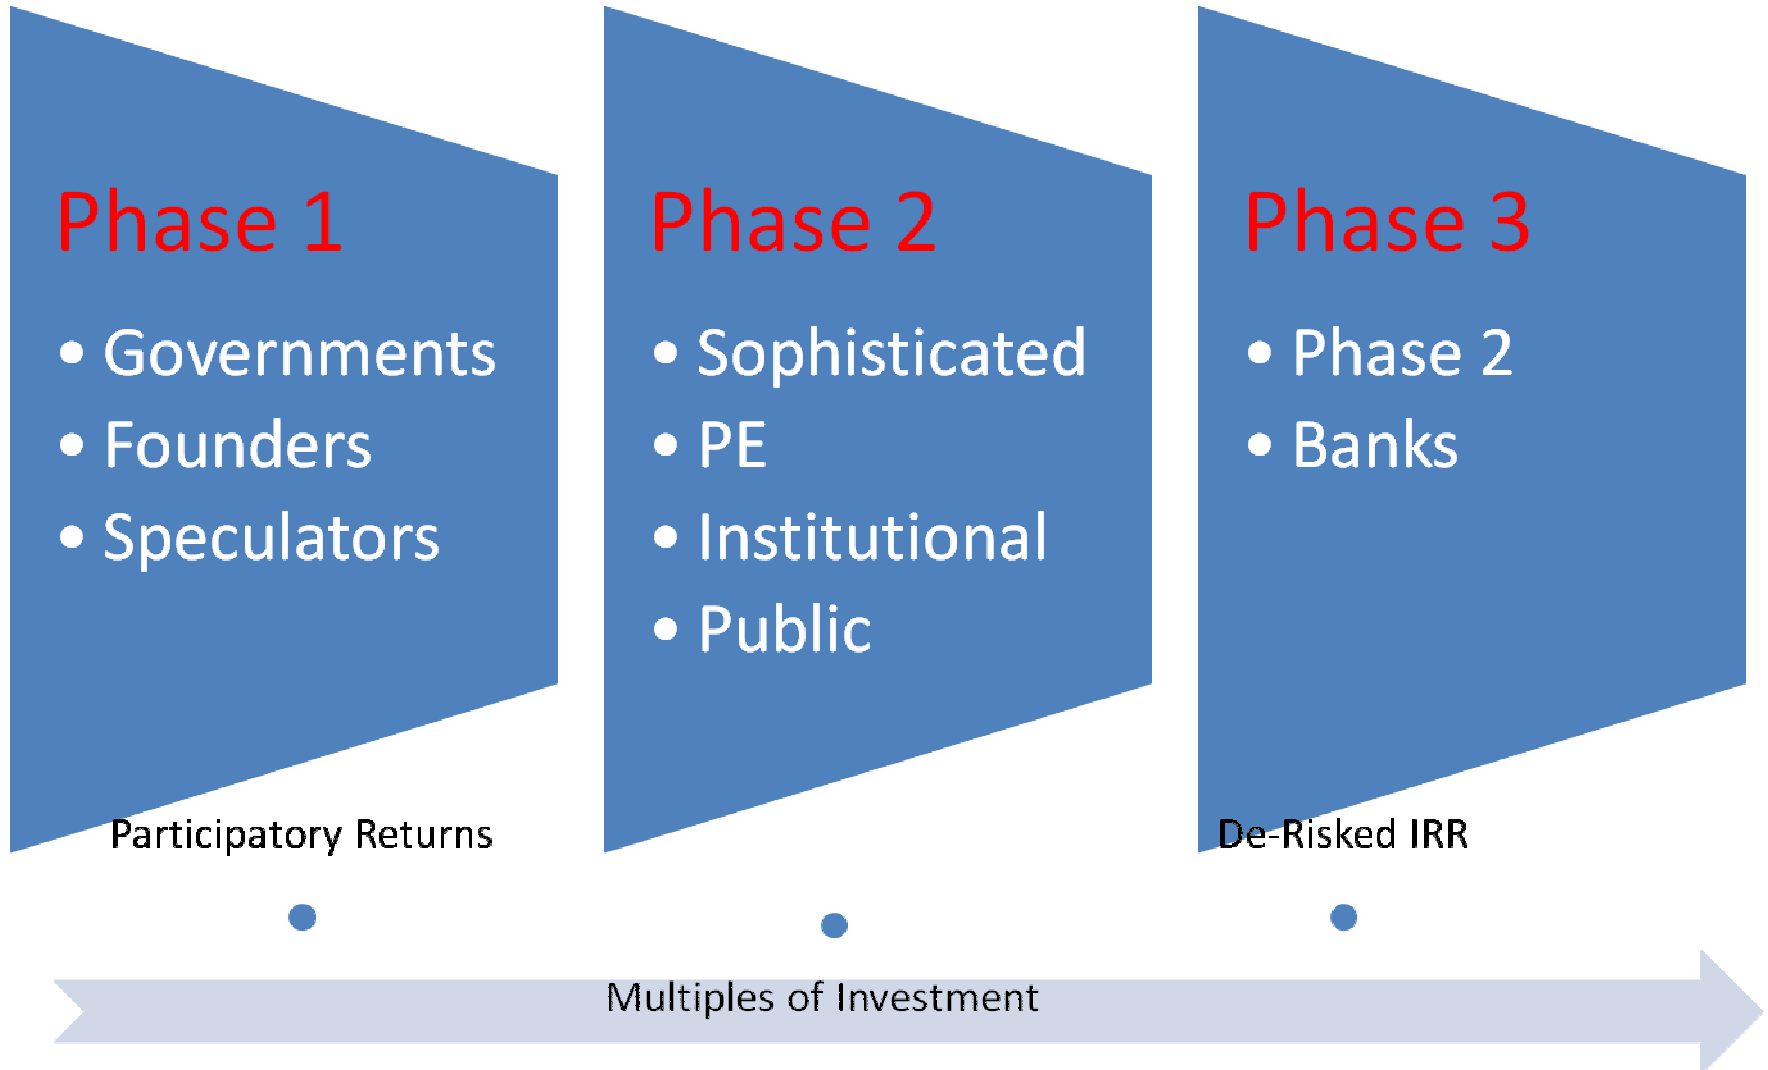 Phase 1
• Governments
• Founders
• Speculators
Phase 2
• Sophisticated
• PE
• Institutional
• Public
Phase 3
• Phase 2
• Banks
Participatory Returns
De-Risked IRR
Multiples of Investment